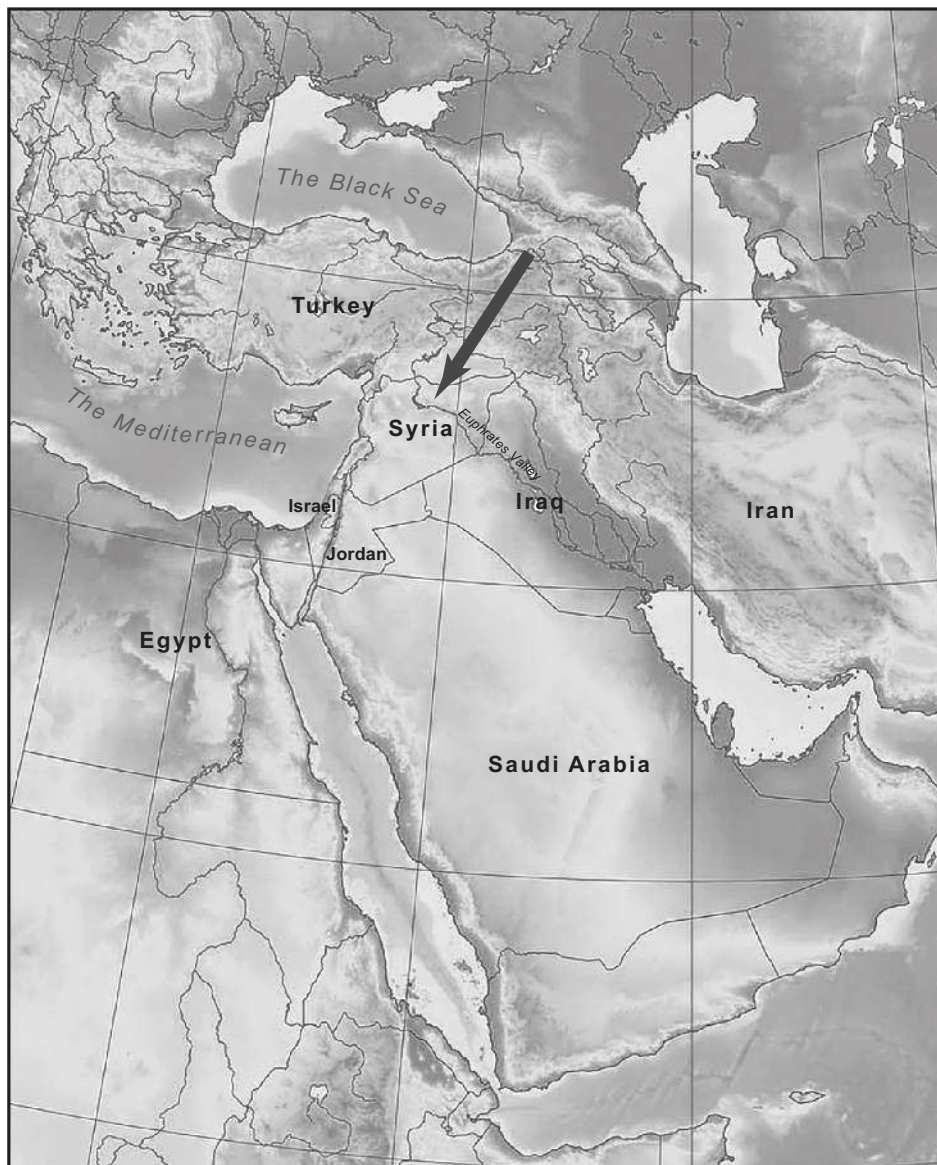 The Black Sea
Turkey
The Mediterranean
Syria
Euphrates Valley
Israel
Iraq
Iran
Jordan
Egypt
Saudi Arabia